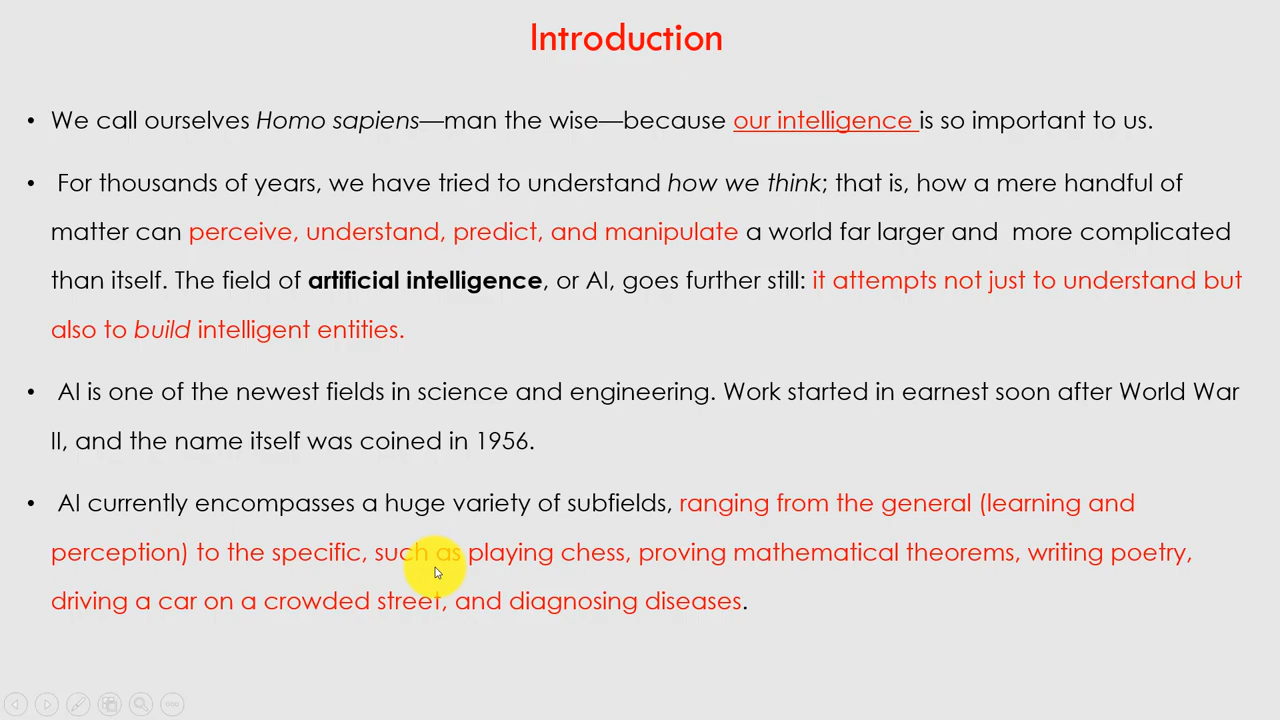 Introduction
• We call ourselves Homo sapiens—man the wise—because our intelligence is so important to us.
• For thousands of years, we have tried to understand how we think; that is, how a mere handful of
matter can perceive, understand, predict, and manipulate a world far larger and more complicated
than itself. The field of artificial intelligence, or AI, goes further still: it attempts not just to understand but
also to build intelligent entities.
• AI is one of the newest fields in science and engineering. Work started in earnest soon after World War
II, and the name itself was coined in 1956.
• AI currently encompasses a huge variety of subfields, ranging from the general (learning and
perception) to the specific, such as playing chess, proving mathematical theorems, writing poetry,
driving a car on a crowded street, and diagnosing diseases.